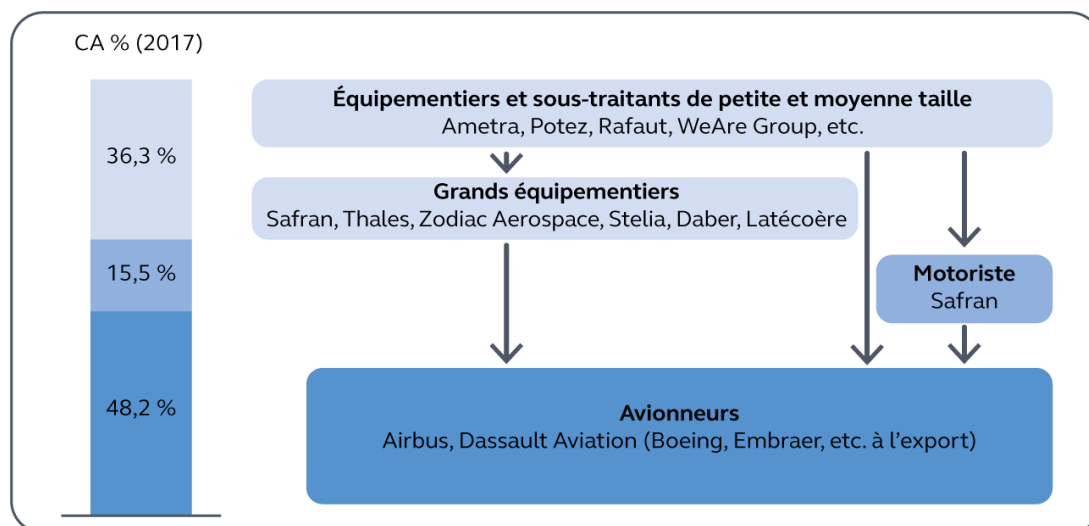 CA % (2017)
36,3 %
15,5 %
48,2 %
Équipementiers et sous-traitants de petite et moyenne taille
Ametra, Potez, Rafaut, WeAre Group, etc.
Grands équipementiers
Safran, Thales, Zodiac Aerospace, Stelia, Daber, Latécoère
Motoriste
Safran
Avionneurs
Airbus, Dassault Aviation (Boeing, Embraer, etc. à l’export)